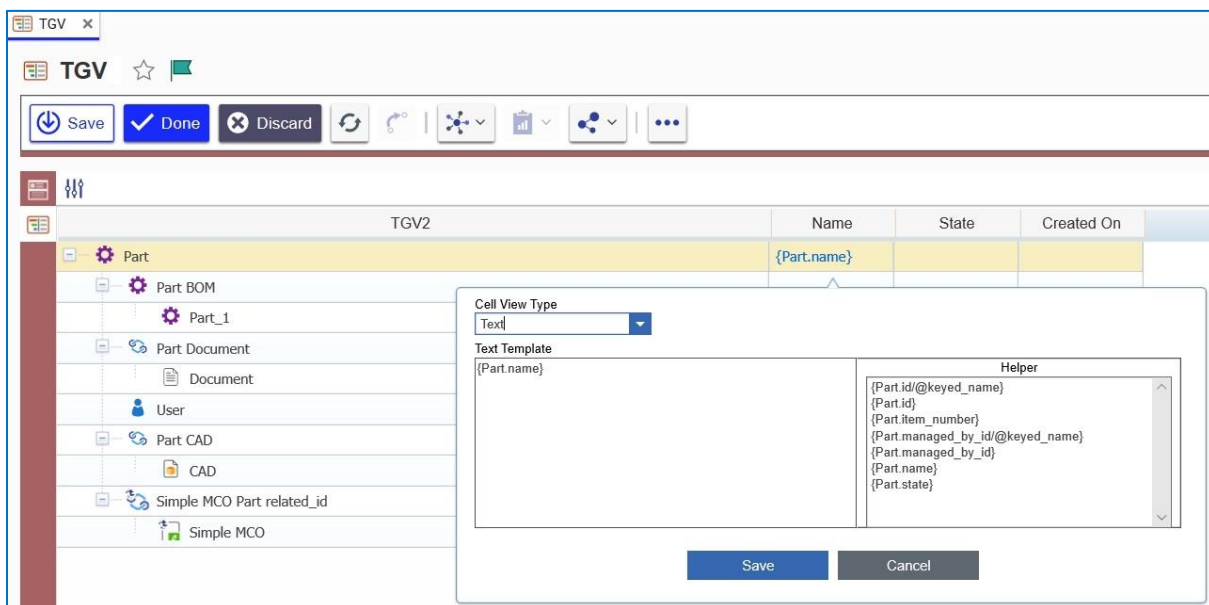 TGV ×
TGV
Save Done Discard
TGV2 Name State Created On
Part {Part.name}
Part BOM
Part_1
Part Document
Document
User
Part CAD
CAD
Simple MCO Part related_id
Simple MCO
Cell View Type
Text
Text Template
{Part.name}
Helper
{Part.id/@keyed_name}
{Part.id}
{Part.item_number}
{Part.managed_by_id/@keyed_name}
{Part.managed_by_id}
{Part.name}
{Part.state}
Save Cancel